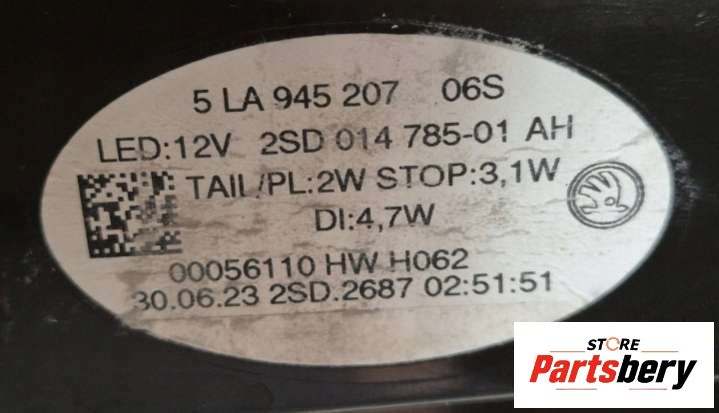 5 LA 945 207 06S
LED:12V 2SD 014 785-01 AH
TAIL/PL:2W STOP:3,1W
DI:4,7W
00056110 HW H062
30.06.23 2SD.2687 02:51:51
STORE
Partsbery